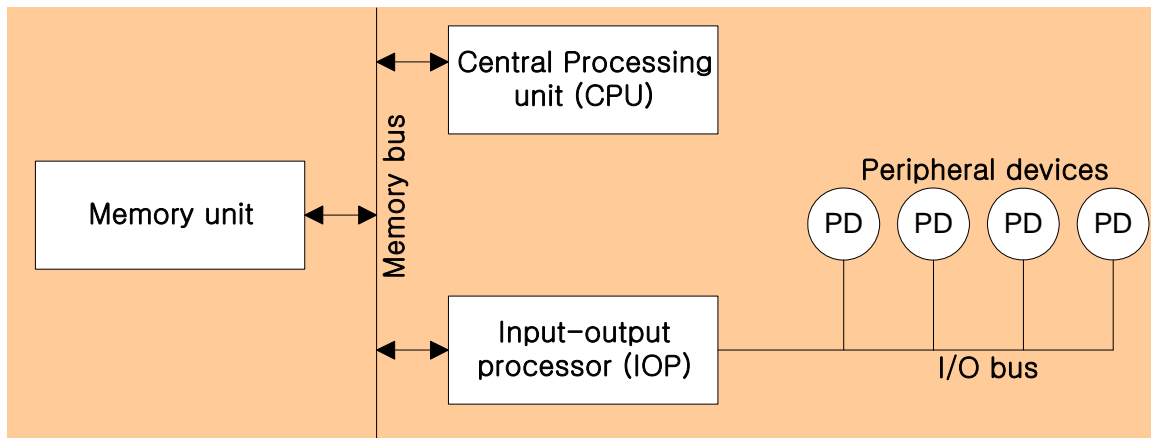 Central Processing
unit (CPU)
Memory bus
Memory unit
Peripheral devices
PD PD PD PD
Input-output
processor (IOP)
I/O bus